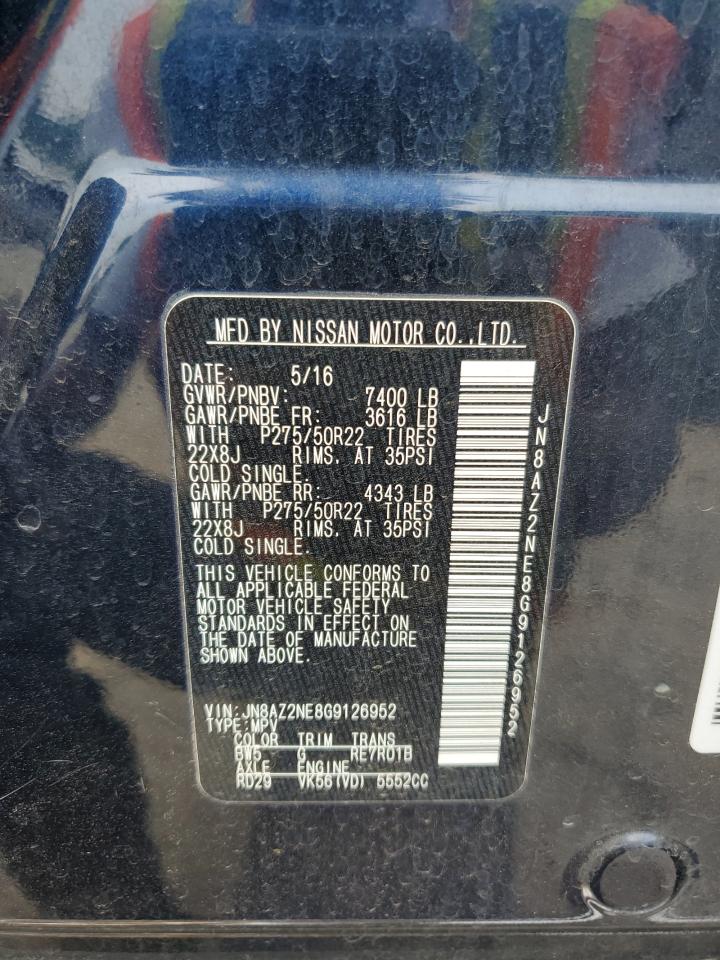 MFD BY NISSAN MOTOR CO.,LTD.
DATE: 5/16
GVWR/PNBV: 7400 LB
GAWR/PNBE FR: 3616 LB
WITH P275/50R22 TIRES
22X8J RIMS, AT 35PSI
COLD SINGLE.
GAWR/PNBE RR: 4343 LB
WITH P275/50R22 TIRES
22X8J RIMS, AT 35PSI
COLD SINGLE.
THIS VEHICLE CONFORMS TO
ALL APPLICABLE FEDERAL
MOTOR VEHICLE SAFETY
STANDARDS IN EFFECT ON
THE DATE OF MANUFACTURE
SHOWN ABOVE.
VIN:JN8AZ2NE8G9126952
TYPE:MPV
COLOR TRIM TRANS
BW5 G RE7R01B
AXLE ENGINE
RD29 VK56(VD) 5552CC
JN8AZ2NE8G9126952